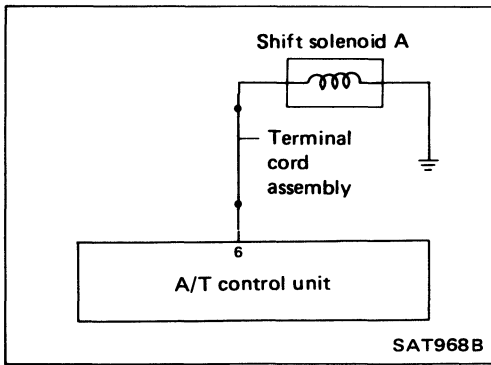 Shift solenoid A
Terminal
cord
assembly
6
A/T control unit
SAT968B